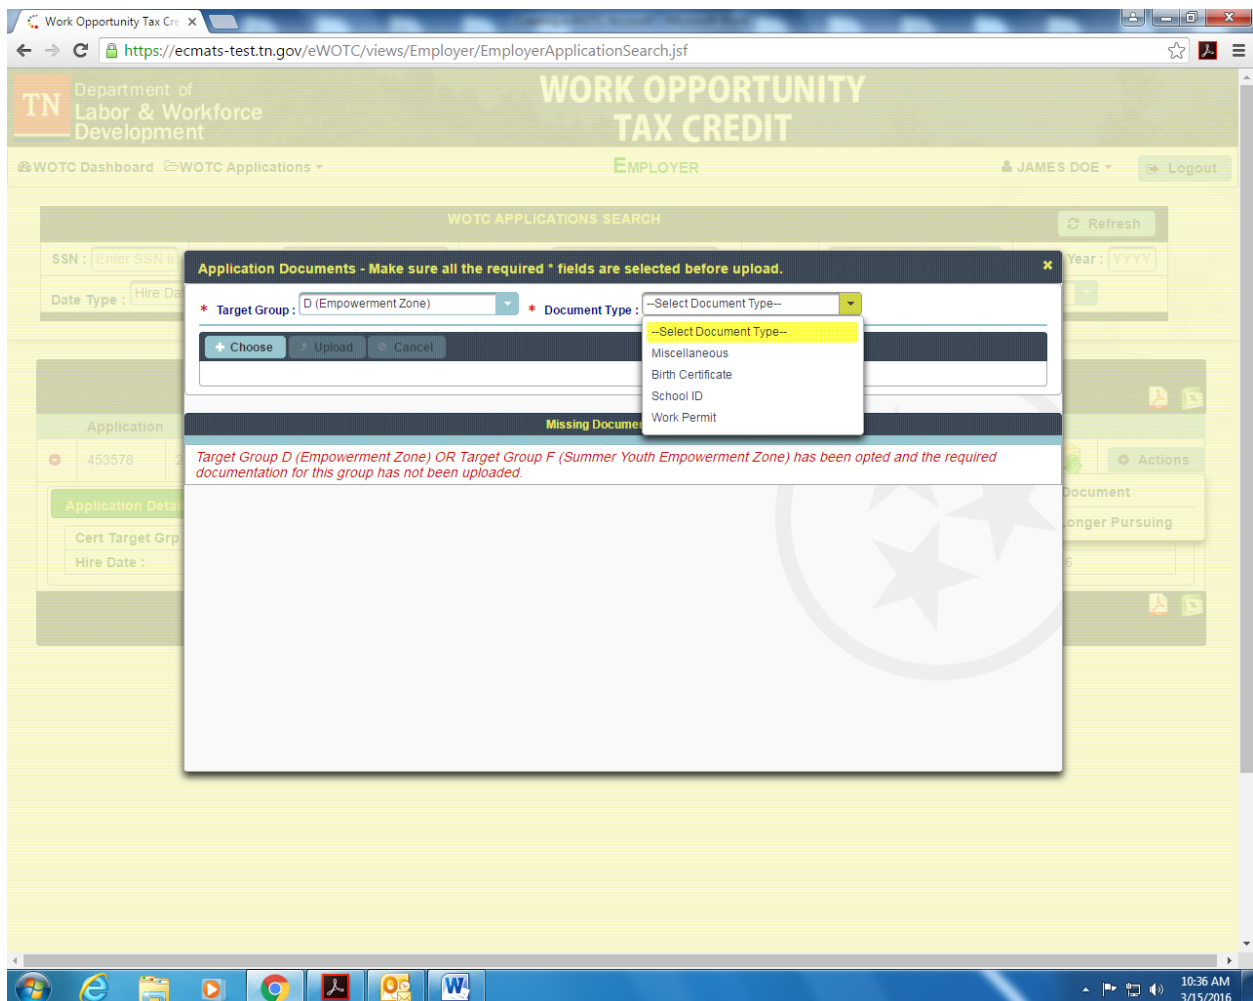 Work Opportunity Tax Cre
https://ecmats-test.tn.gov/eWOTC/views/Employer/EmployerApplicationSearch.jsf
TN Department of Labor & Workforce Development
WORK OPPORTUNITY
TAX CREDIT
WOTC Dashboard WOTC Applications EMPLOYER JAMES DOE Logout
WOTC APPLICATIONS SEARCH Refresh
SSN : Enter SSN Year : YYYY
Date Type : Hire Da
Application Documents - Make sure all the required * fields are selected before upload.
* Target Group : D (Empowerment Zone) * Document Type : --Select Document Type--
--Select Document Type--
Miscellaneous
Birth Certificate
School ID
Work Permit
Choose Upload Cancel
Missing Docume
Application
453578 2 Actions
Target Group D (Empowerment Zone) OR Target Group F (Summer Youth Empowerment Zone) has been opted and the required
documentation for this group has not been uploaded.
Application Detai Document
Cert Target Grp onger Pursuing
Hire Date : 6
10:36 AM
3/15/2016